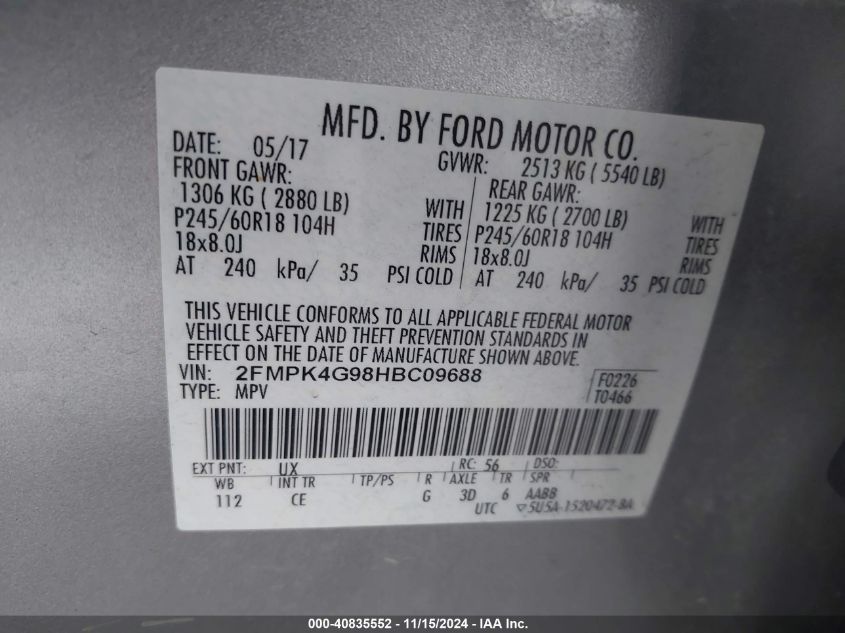 MFD. BY FORD MOTOR CO.
DATE: 05/17 GVWR: 2513 KG ( 5540 LB)
FRONT GAWR: REAR GAWR:
1306 KG ( 2880 LB) WITH 1225 KG ( 2700 LB) WITH
P245/60R18 104H TIRES P245/60R18 104H TIRES
18x8.0J RIMS 18x8.0J RIMS
AT 240 kPa/ 35 PSI COLD AT 240 kPa/ 35 PSI COLD
THIS VEHICLE CONFORMS TO ALL APPLICABLE FEDERAL MOTOR
VEHICLE SAFETY AND THEFT PREVENTION STANDARDS IN
EFFECT ON THE DATE OF MANUFACTURE SHOWN ABOVE.
VIN: 2FMPK4G98HBC09688 F0226
TYPE: MPV T0466
EXT PNT: UX RC: 56 DSO:
WB INT TR TP/PS R AXLE TR SPR
112 CE G 3D 6 AABB
UTC ▽5U5A-1520472-BA
000-40835552 - 11/15/2024 - IAA Inc.